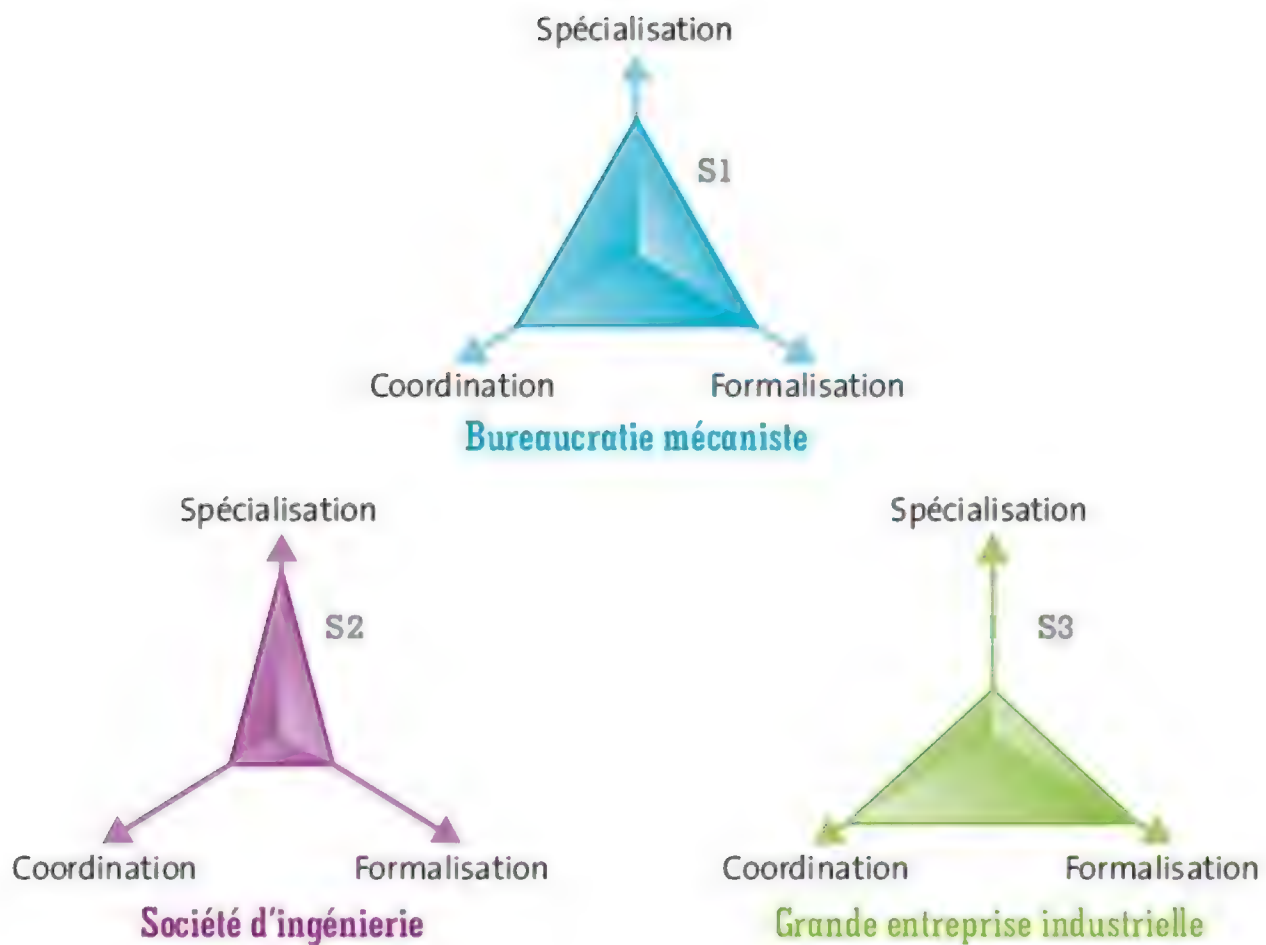 Spécialisation
S1
Coordination Formalisation
Bureaucratie mécaniste
Spécialisation Spécialisation
S2 S3
Coordination Formalisation Coordination Formalisation
Société d'ingénierie Grande entreprise industrielle